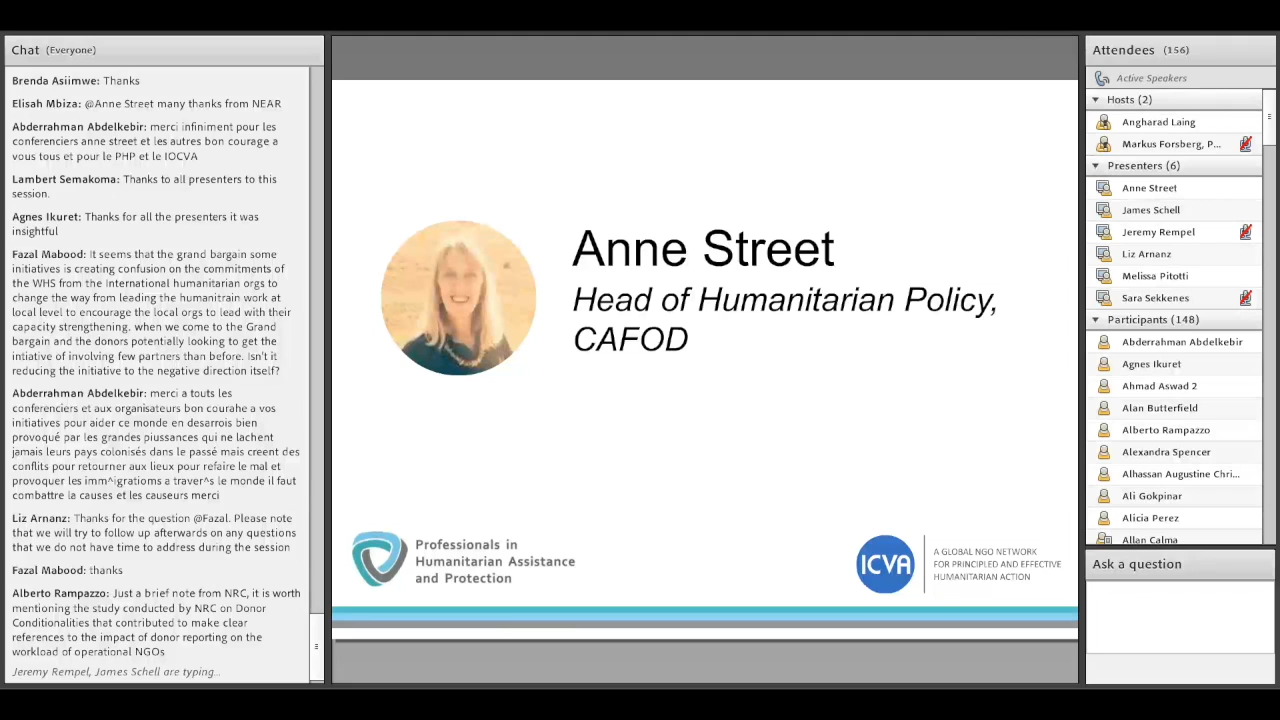 Chat (Everyone)
Brenda Asiimwe: Thanks
Elisah Mbiza: @Anne Street many thanks from NEAR
Abderrahman Abdelkebir: merci infiniment pour les
conferenciers anne street et les autres bon courage a
vous tous et pour le PHP et le IOCVA
Lambert Semakoma: Thanks to all presenters to this
session.
Agnes Ikuret: Thanks for all the presenters it was
insightful
Fazal Mabood: It seems that the grand bargain some
initiatives is creating confusion on the commitments of
the WHS from the International humanitarian orgs to
change the way from leading the humanitrain work at
local level to encourage the local orgs to lead with their
capacity strengthening, when we come to the Grand
bargain and the donors potentially looking to get the
intiative of involving few partners than before. Isn't it
reducing the initiative to the negative direction itself?
Abderrahman Abdelkebir: merci a touts les
conferenciers et aux organisateurs bon courahe a vos
initiatives pour aider ce monde en desarrois bien
provoqué par les grandes piussances qui ne lachent
jamais leurs pays colonisés dans le passé mais creent des
conflits pour retourner aux lieux pour refaire le mal et
provoquer les imm^igratioms a traver^s le monde il faut
combattre la causes et les causeurs merci
Liz Arnanz: Thanks for the question @Fazal. Please note
that we will try to follow up afterwards on any questions
that we do not have time to address during the session
Fazal Mabood: thanks
Alberto Rampazzo: Just a brief note from NRC, it is worth
mentioning the study conducted by NRC on Donor
Conditionalities that contributed to make clear
references to the impact of donor reporting on the
workload of operational NGOs
Jeremy Rempel, James Schell are typing...
Anne Street
Head of Humanitarian Policy,
CAFOD
Professionals in
Humanitarian Assistance
and Protection
ICVA
A GLOBAL NGO NETWORK
FOR PRINCIPLED AND EFFECTIVE
HUMANITARIAN ACTION
Attendees (156)
Active Speakers
Hosts (2)
Angharad Laing
Markus Forsberg, P...
Presenters (6)
Anne Street
James Schell
Jeremy Rempel
Liz Arnanz
Melissa Pitotti
Sara Sekkenes
Participants (148)
Abderrahman Abdelkebir
Agnes Ikuret
Ahmad Aswad 2
Alan Butterfield
Alberto Rampazzo
Alexandra Spencer
Alhassan Augustine Chri...
Ali Gokpinar
Alicia Perez
Allan Calma
Ask a question